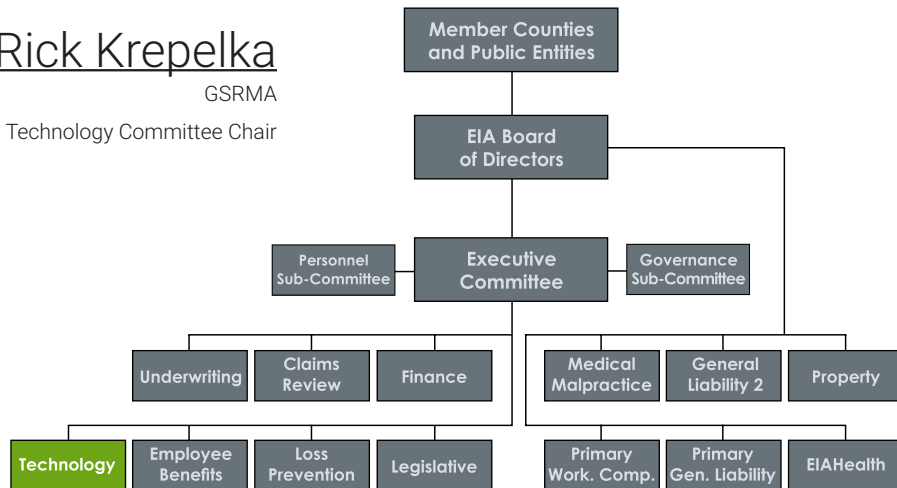 Rick Krepelka
GSRMA
Technology Committee Chair
Member Counties
and Public Entities
EIA Board
of Directors
Personnel
Sub-Committee
Executive
Committee
Governance
Sub-Committee
Underwriting
Claims
Review
Finance
Medical
Malpractice
General
Liability 2
Property
Technology
Employee
Benefits
Loss
Prevention
Legislative
Primary
Work. Comp.
Primary
Gen. Liability
EIAHealth